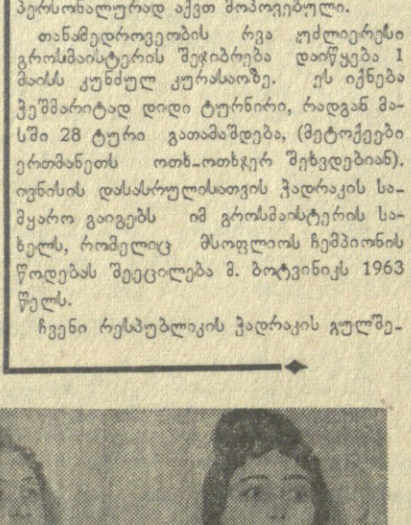 პერსონალურად აქვთ მოპოვებული.
თანამედროვეობის რვა უძლიერესი
გროსმაისტერის შეჯიბრება დაიწყება 1
მაისს კუნძულ კურასაოზე. ეს იქნება
ჭეშმარიტად დიდი ტურნირი, რადგან მა-
სში 28 ტური გათამაშდება, (მეტოქეები
ერთმანეთს ოთხ-ოთხჯერ შეხვდებიან).
ივნისის დასასრულისათვის ჭადრაკის სა-
მყარო გაიგებს იმ გროსმაისტერის სა-
ხელს, რომელიც მსოფლიოს ჩემპიონის
წოდებას შეეცილება მ. ბოტვინიკს 1963
წელს.
ჩვენი რესპუბლიკის ჭადრაკის გულშე-